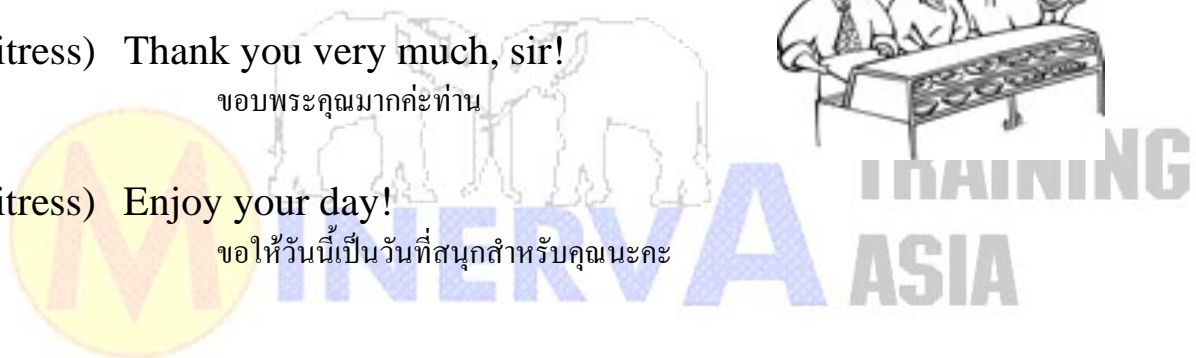 itress) Thank you very much, sir!
ขอบพระคุณมากค่ะท่าน
itress) Enjoy your day!
ขอให้วันนี้เป็นวันที่สนุกสำหรับคุณนะคะ
MINERVA
TRAINING
ASIA